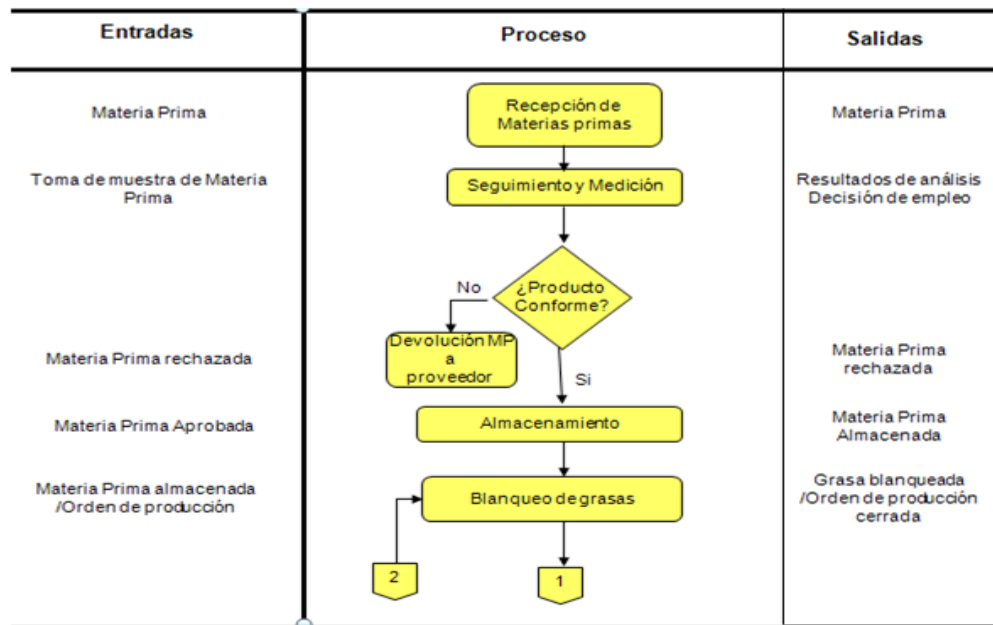 Entradas
Proceso
Salidas
Materia Prima
Recepción de
Materias primas
Materia Prima
Toma de muestra de Materia
Prima
Seguimiento y Medición
Resultados de análisis
Decisión de empleo
¿Producto
Conforme?
No
Devolución MP
a
proveedor
Si
Materia Prima rechazada
Materia Prima
rechazada
Materia Prima Aprobada
Almacenamiento
Materia Prima
Almacenada
Materia Prima almacenada
/Orden de producción
Blanqueo de grasas
Grasa blanqueada
/Orden de producción
cerrada
2
1